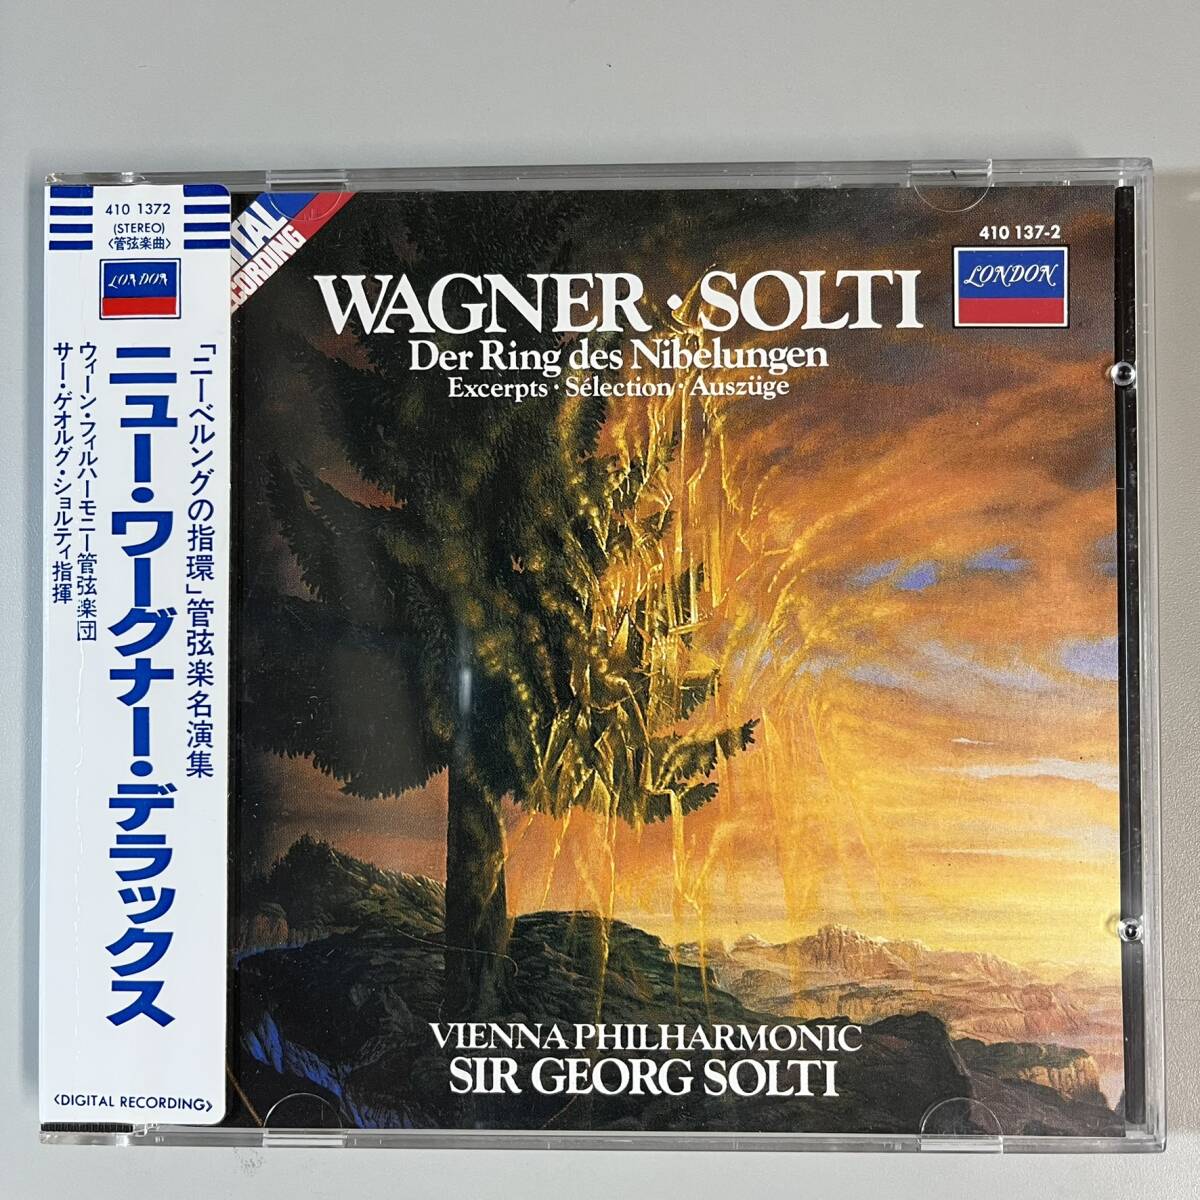 410 1372
(STEREO)
〈管弦楽曲〉
LONDON
「ニーベルングの指環」管弦楽名演集
ニュー・ワーグナー・デラックス
ウィーン・フィルハーモニー管弦楽団
サー・ゲオルグ・ショルティ指揮
〈DIGITAL RECORDING〉
ITAL
ECORDING
410 137-2
LONDON
WAGNER · SOLTI
Der Ring des Nibelungen
Excerpts · Sélection · Auszüge
VIENNA PHILHARMONIC
SIR GEORG SOLTI